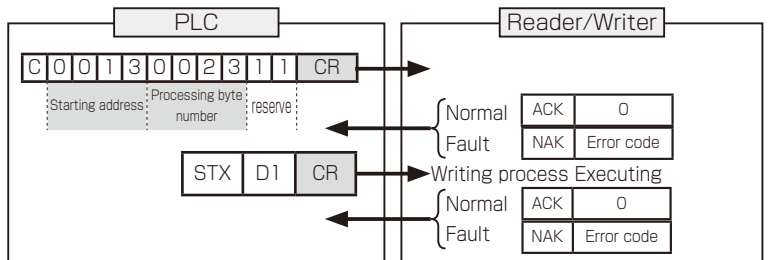 PLC
Reader/Writer
C 0 0 1 3 0 0 2 3 1 1 CR
Starting address
Processing byte
number
reserve
Normal ACK 0
Fault NAK Error code
STX D1 CR
Writing process Executing
Normal ACK 0
Fault NAK Error code